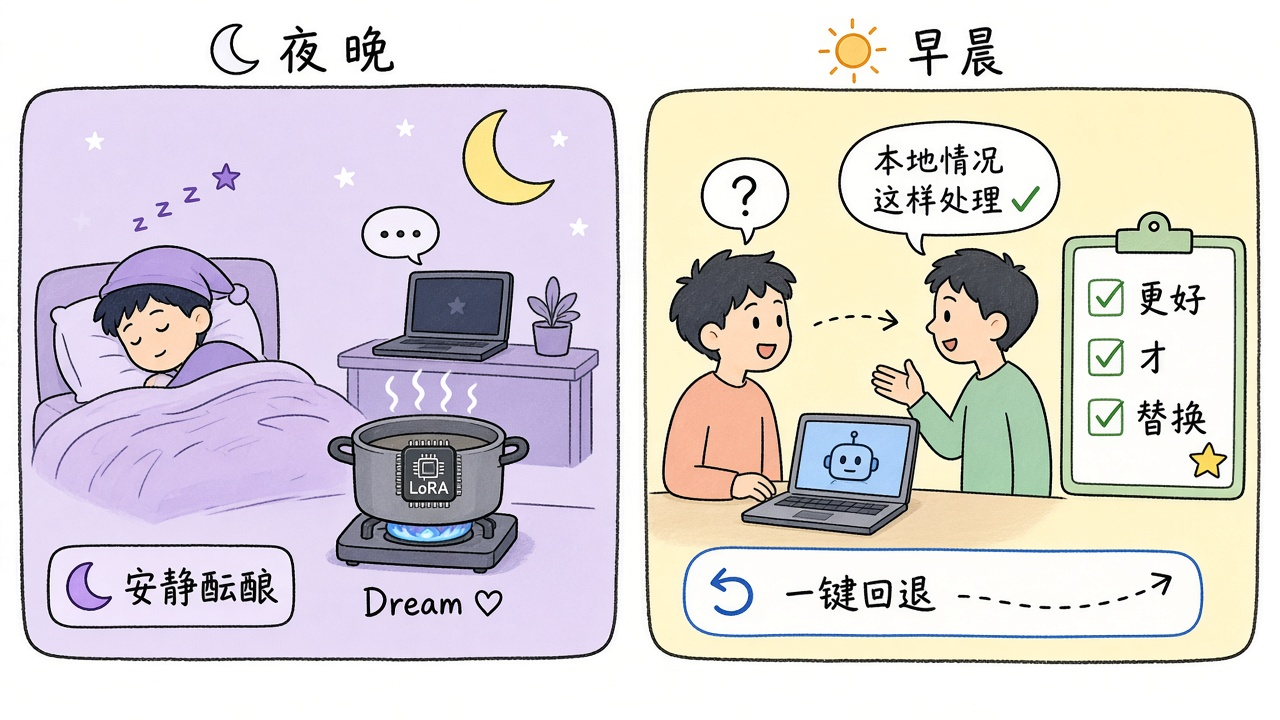 夜晚
z z z
...
LoRA
安静酝酿
Dream ♡
早晨
?
本地情况
这样处理 ✓
更好
才
替换
一键回退